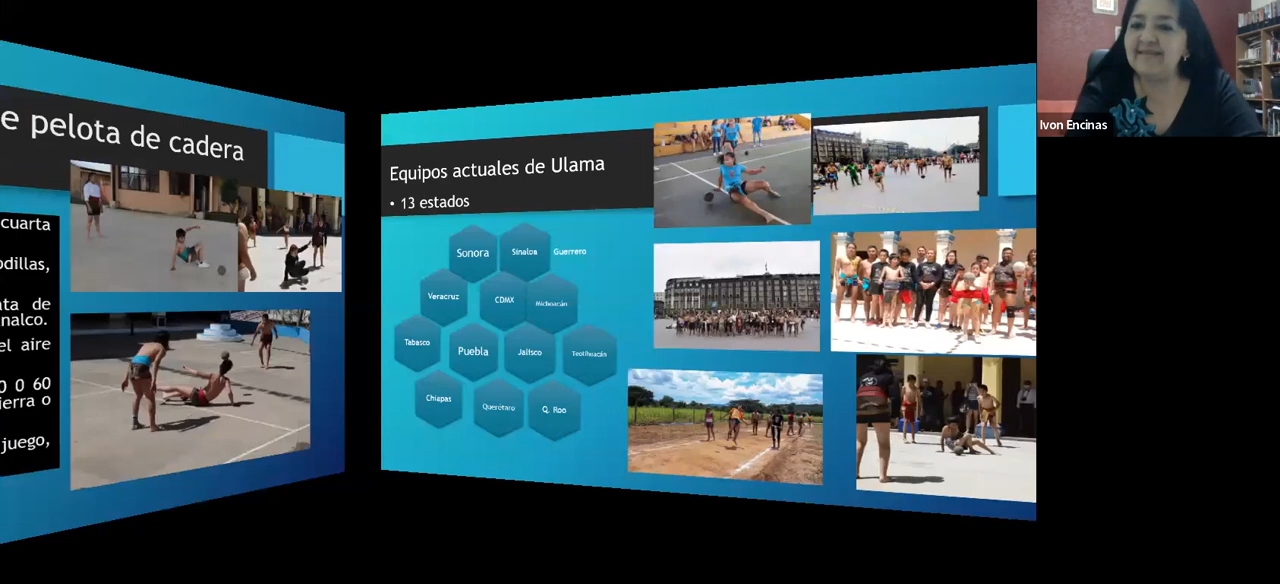 e pelota de cadera
cuarta
odillas,
ta de
nalco.
el aire
0 0 60
ierra o
juego,
Equipos actuales de Ulama
• 13 estados
Sonora
Sinaloa
Guerrero
Veracruz
CDMX
Michoacán
Tabasco
Puebla
Jalisco
Teotihuacán
Chiapas
Querétaro
Q. Roo
Ivon Encinas